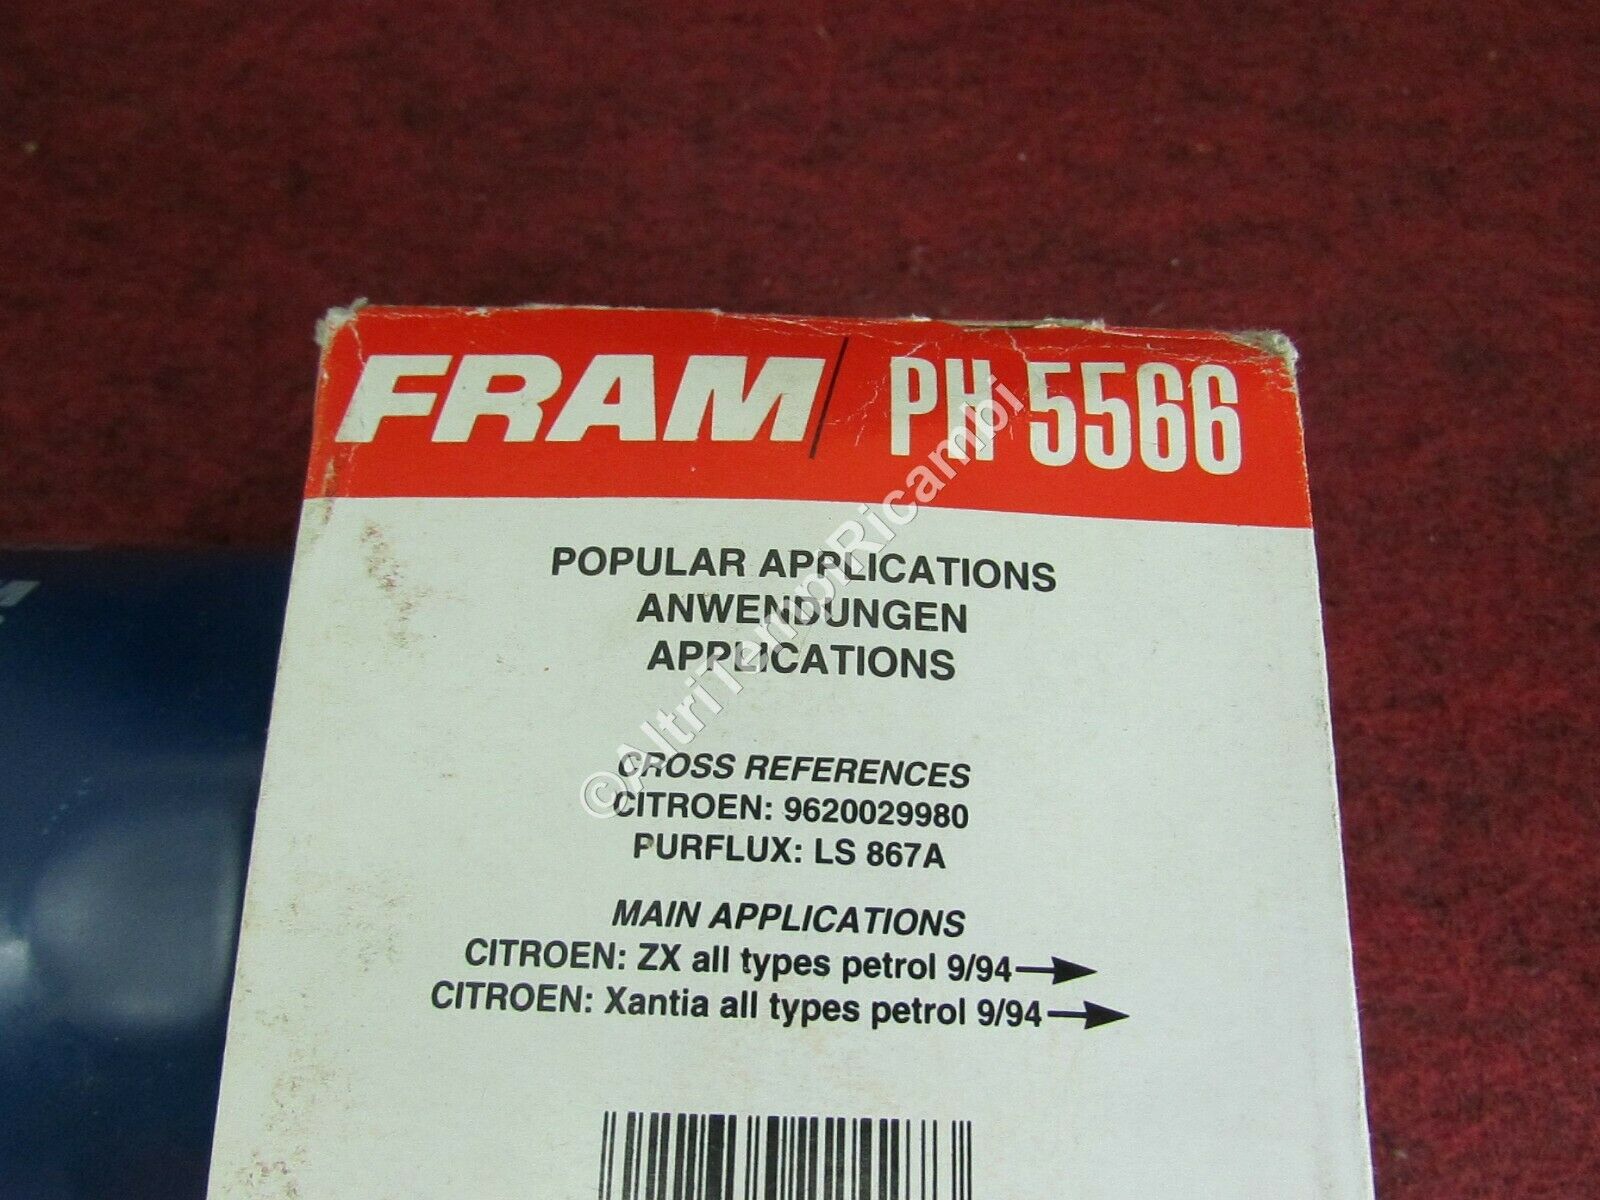 FRAM/ PH 5566
POPULAR APPLICATIONS
ANWENDUNGEN
APPLICATIONS
CROSS REFERENCES
CITROEN: 9620029980
PURFLUX: LS 867A
MAIN APPLICATIONS
CITROEN: ZX all types petrol 9/94→
CITROEN: Xantia all types petrol 9/94→
©AltriTempiRicambi